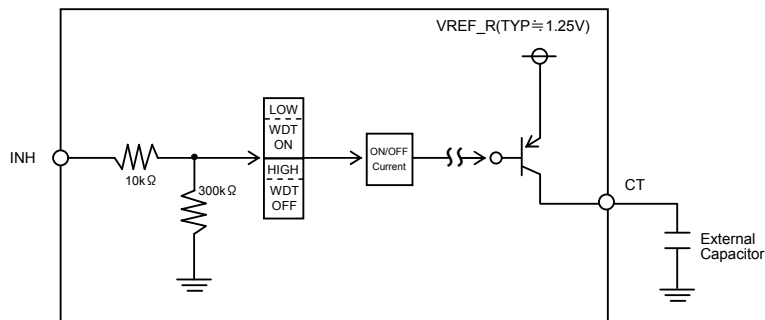 VREF_R(TYP≒1.25V)
LOW
WDT
ON
HIGH
WDT
OFF
ON/OFF
Current
INH
10kΩ
300kΩ
CT
External
Capacitor